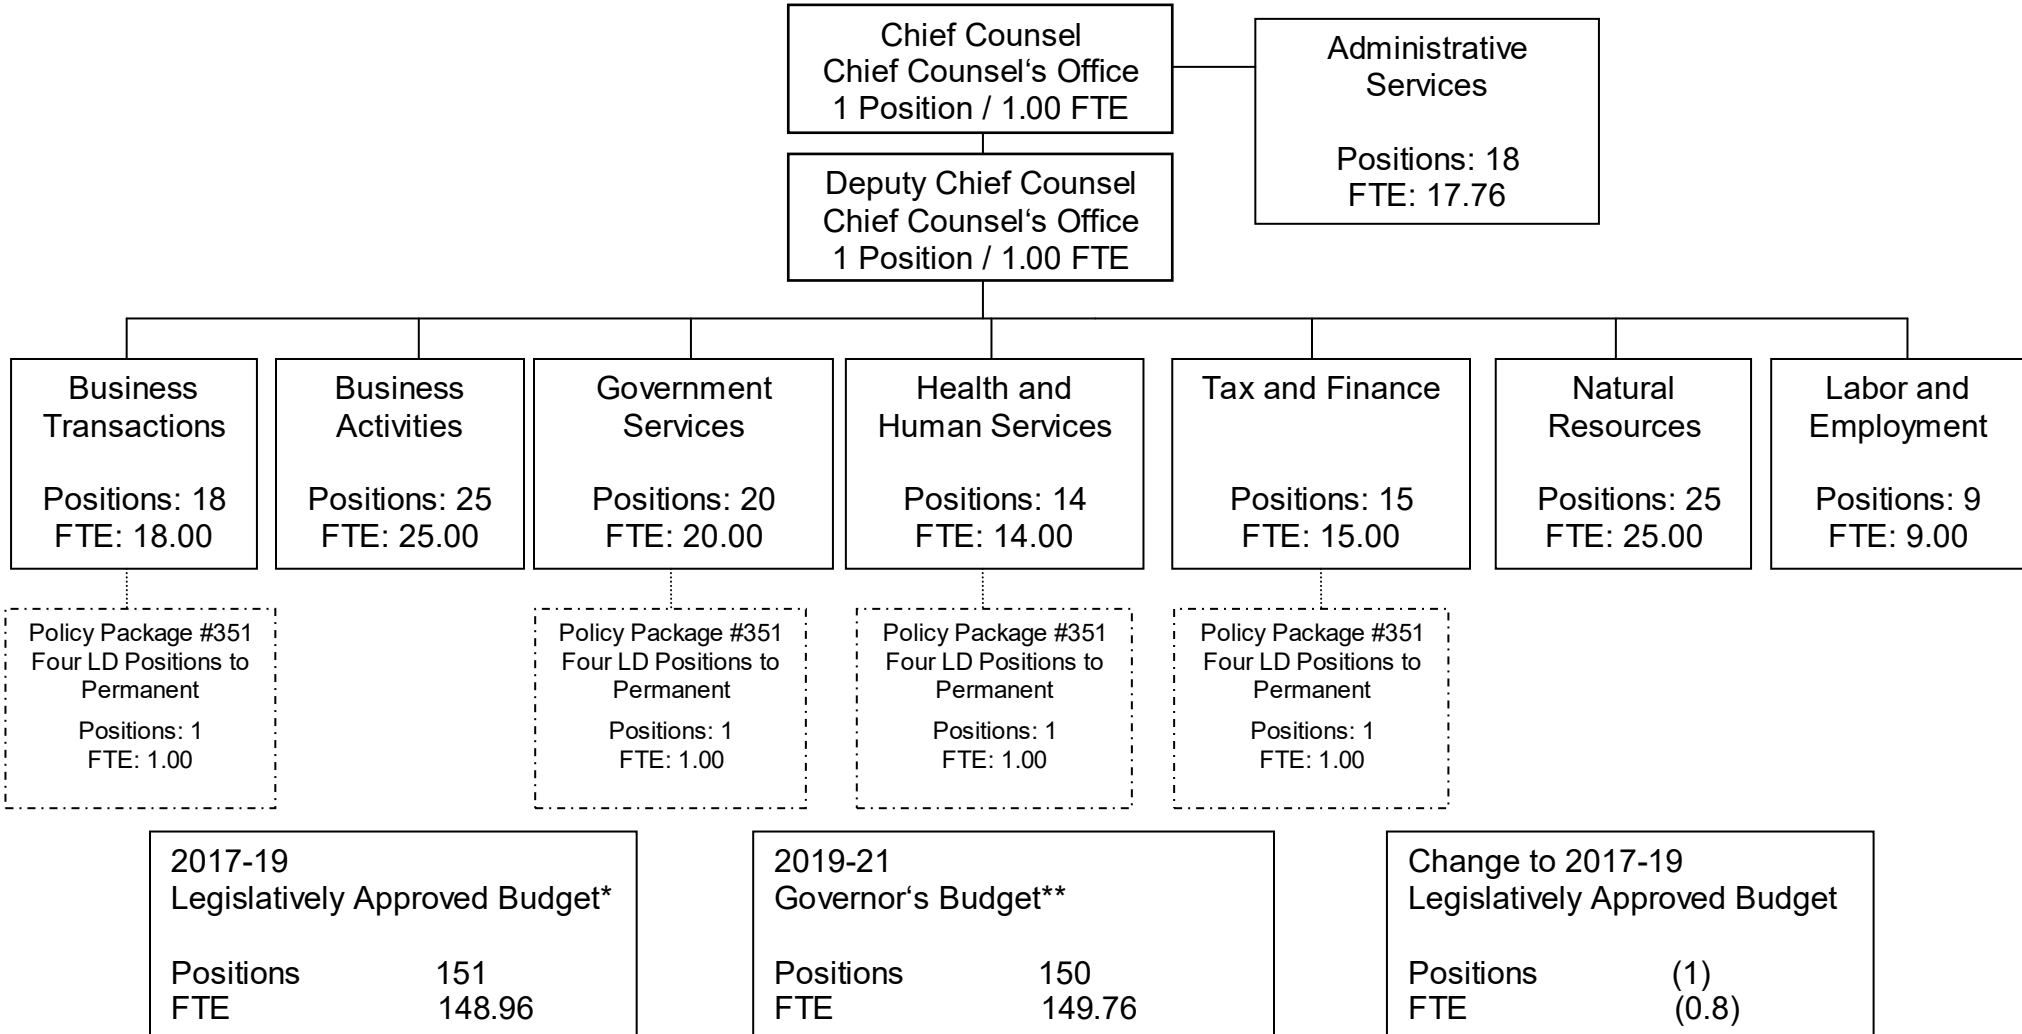 Chief Counsel
Chief Counsel‘s Office
1 Position / 1.00 FTE
Administrative
Services
Positions: 18
FTE: 17.76
Deputy Chief Counsel
Chief Counsel‘s Office
1 Position / 1.00 FTE
Business
Transactions
Positions: 18
FTE: 18.00
Business
Activities
Positions: 25
FTE: 25.00
Government
Services
Positions: 20
FTE: 20.00
Health and
Human Services
Positions: 14
FTE: 14.00
Tax and Finance
Positions: 15
FTE: 15.00
Natural
Resources
Positions: 25
FTE: 25.00
Labor and
Employment
Positions: 9
FTE: 9.00
Policy Package #351
Four LD Positions to
Permanent
Positions: 1
FTE: 1.00
Policy Package #351
Four LD Positions to
Permanent
Positions: 1
FTE: 1.00
Policy Package #351
Four LD Positions to
Permanent
Positions: 1
FTE: 1.00
Policy Package #351
Four LD Positions to
Permanent
Positions: 1
FTE: 1.00
2017-19
Legislatively Approved Budget*
Positions 151
FTE 148.96
2019-21
Governor‘s Budget**
Positions 150
FTE 149.76
Change to 2017-19
Legislatively Approved Budget
Positions (1)
FTE (0.8)